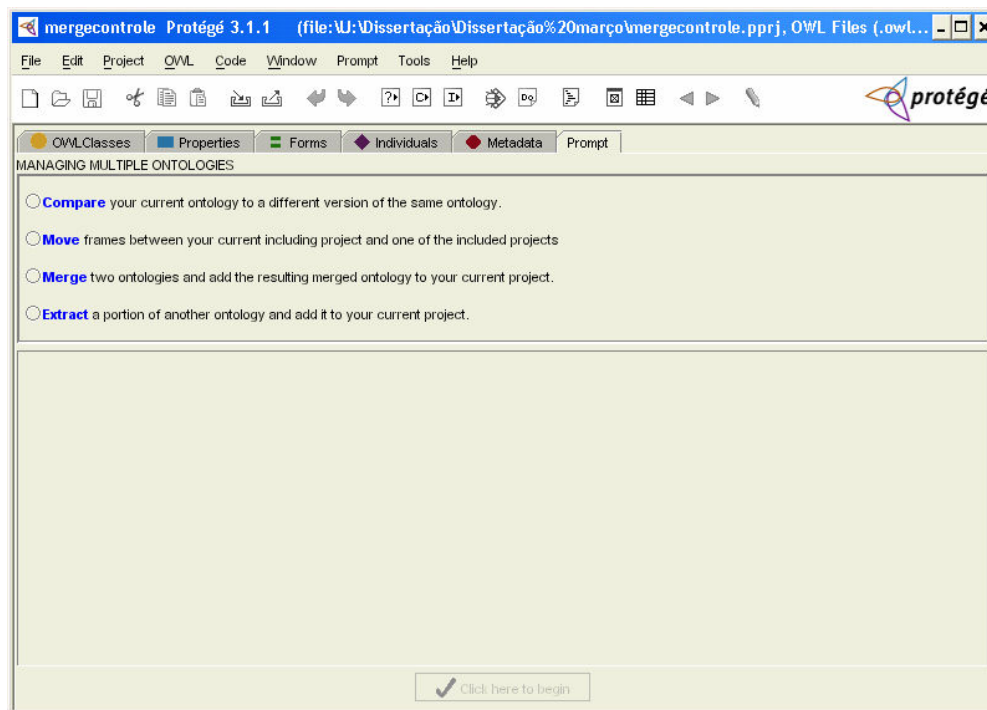 mergecontrole Protégé 3.1.1 (file:\U:\Dissertação\Dissertação%20março\mergecontrole.pprj, OWL Files (.owl...
File Edit Project OWL Code Window Prompt Tools Help
protégé
OWLClasses Properties Forms Individuals Metadata Prompt
MANAGING MULTIPLE ONTOLOGIES
Compare your current ontology to a different version of the same ontology.
Move frames between your current including project and one of the included projects
Merge two ontologies and add the resulting merged ontology to your current project.
Extract a portion of another ontology and add it to your current project.
Click here to begin